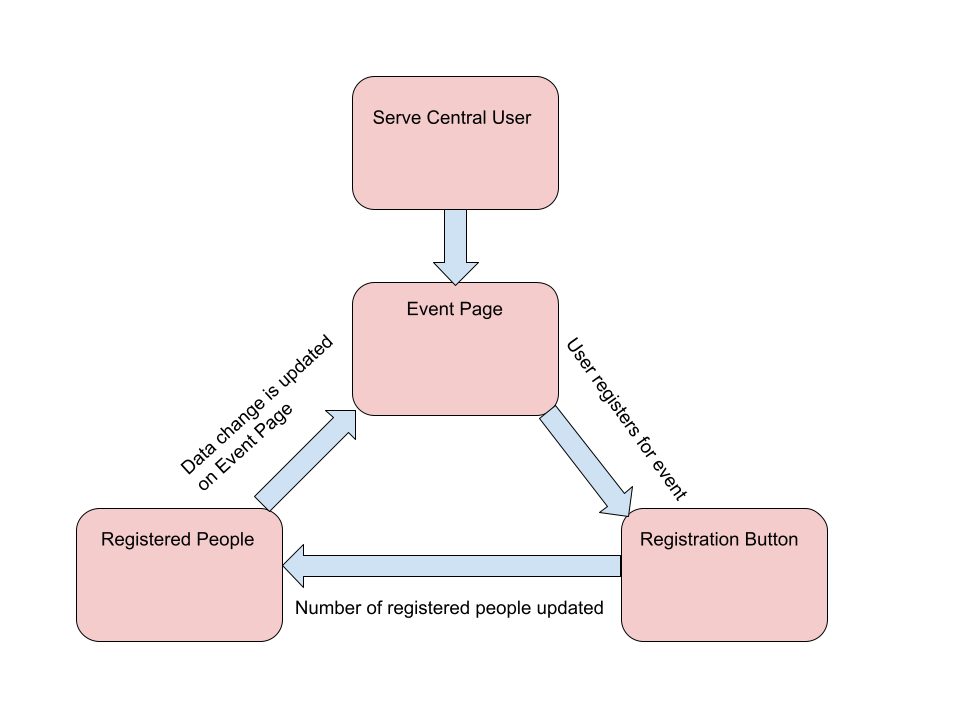 Serve Central User
Event Page
Data change is updated
on Event Page
User registers for event
Registered People
Registration Button
Number of registered people updated